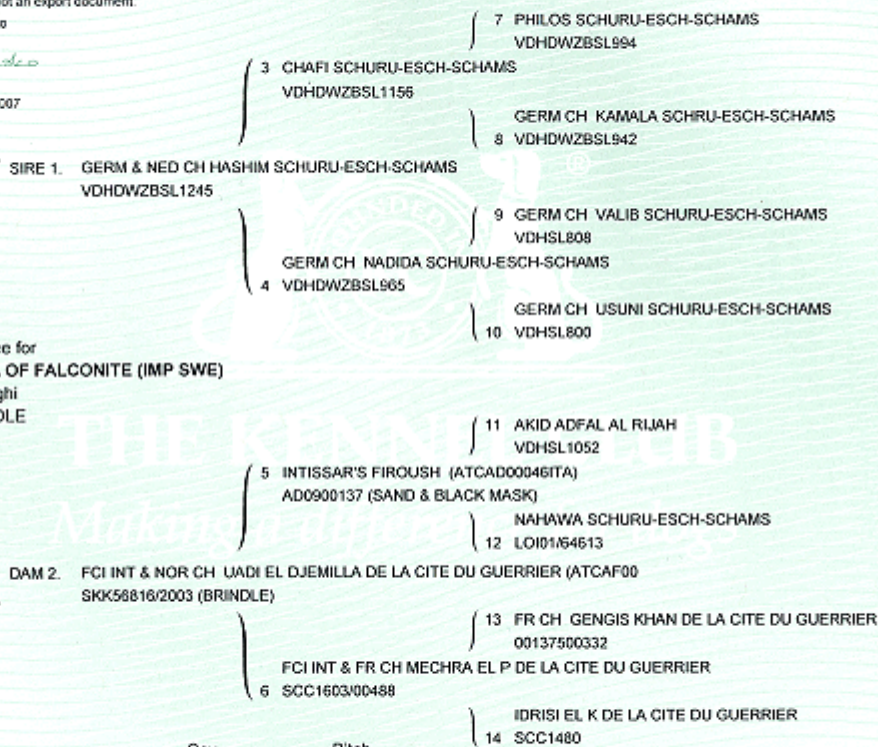 not an export document.
007
7 PHILOS SCHURU-ESCH-SCHAMS
VDHDWZBSL994
3 CHAFI SCHURU-ESCH-SCHAMS
VDHDWZBSL1156
GERM CH KAMALA SCHRU-ESCH-SCHAMS
8 VDHDWZBSL942
SIRE 1. GERM & NED CH HASHIM SCHURU-ESCH-SCHAMS
VDHDWZBSL1245
9 GERM CH VALIB SCHURU-ESCH-SCHAMS
VDHSL808
GERM CH NADIDA SCHURU-ESCH-SCHAMS
4 VDHDWZBSL965
GERM CH USUNI SCHURU-ESCH-SCHAMS
10 VDHSL800
e for
OF FALCONITE (IMP SWE)
ghi
DLE
THE KENNEL CLUB
Making a difference for dogs
11 AKID ADFAL AL RIJAH
VDHSL1052
5 INTISSAR'S FIROUSH (ATCAD00046ITA)
AD0900137 (SAND & BLACK MASK)
NAHAWA SCHURU-ESCH-SCHAMS
12 LOI01/64613
DAM 2. FCI INT & NOR CH UADI EL DJEMILLA DE LA CITE DU GUERRIER (ATCAF00
SKK56816/2003 (BRINDLE)
13 FR CH GENGIS KHAN DE LA CITE DU GUERRIER
00137500332
FCI INT & FR CH MECHRA EL P DE LA CITE DU GUERRIER
6 SCC1603/00488
IDRISI EL K DE LA CITE DU GUERRIER
14 SCC1480